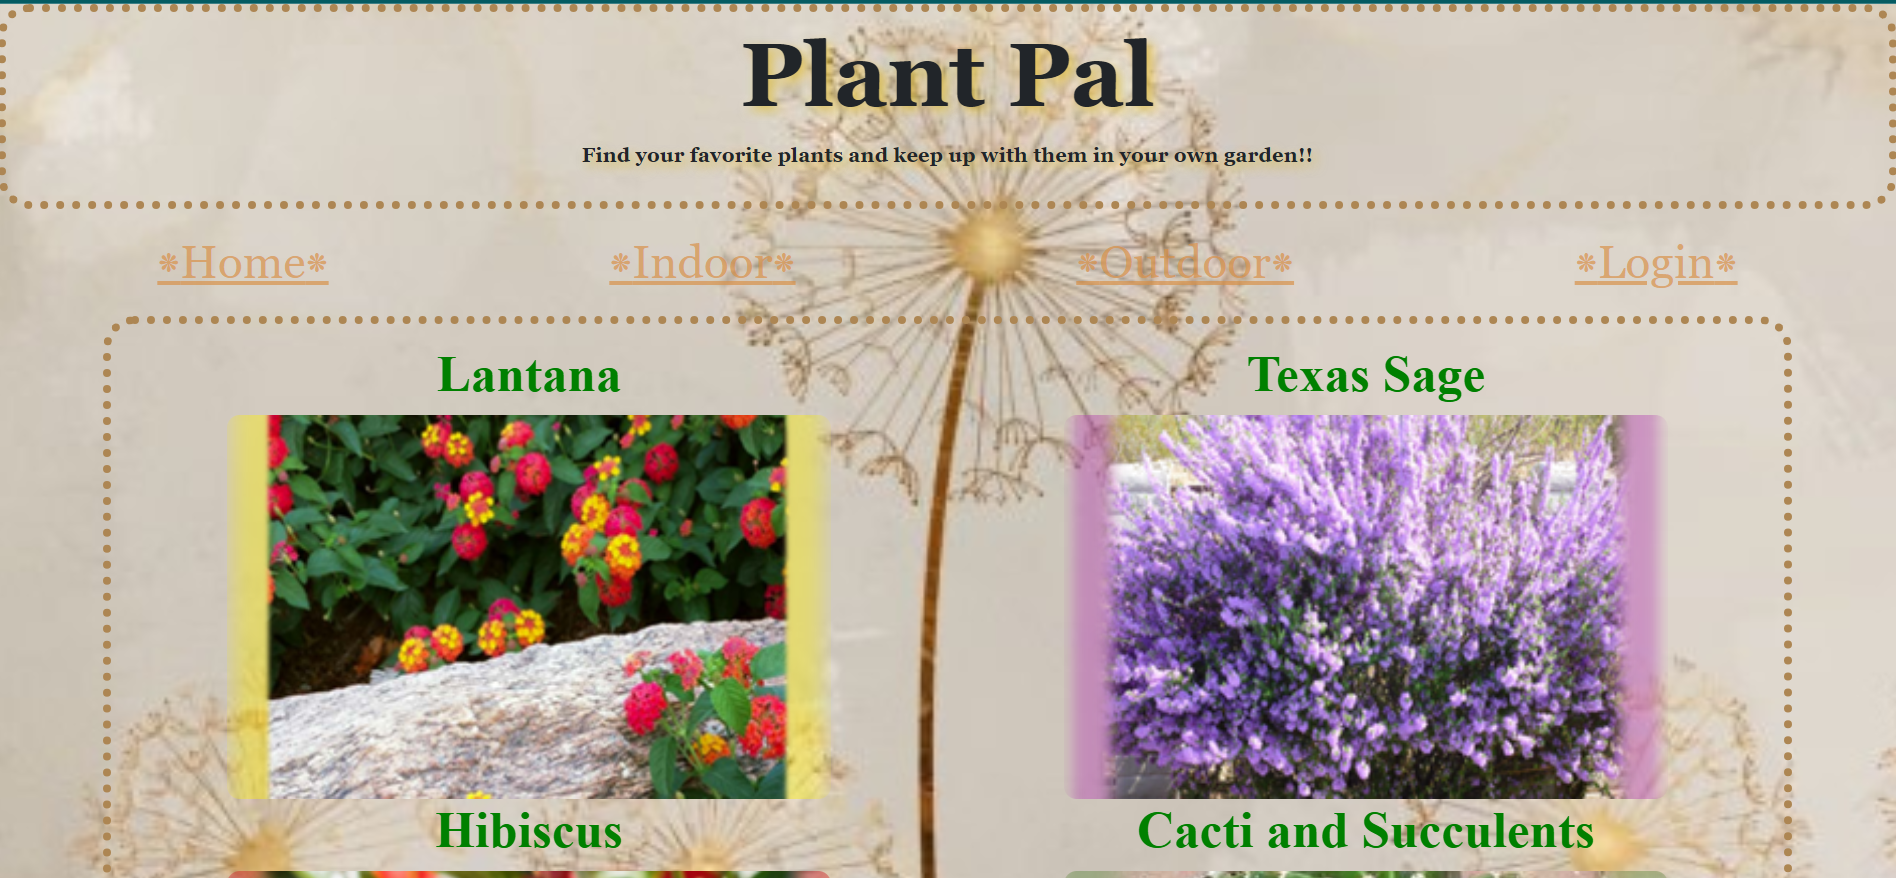 Plant Pal
Find your favorite plants and keep up with them in your own garden!!
❋Home❋ ❋Indoor❋ ❋Outdoor❋ ❋Login❋
Lantana Texas Sage
Hibiscus Cacti and Succulents